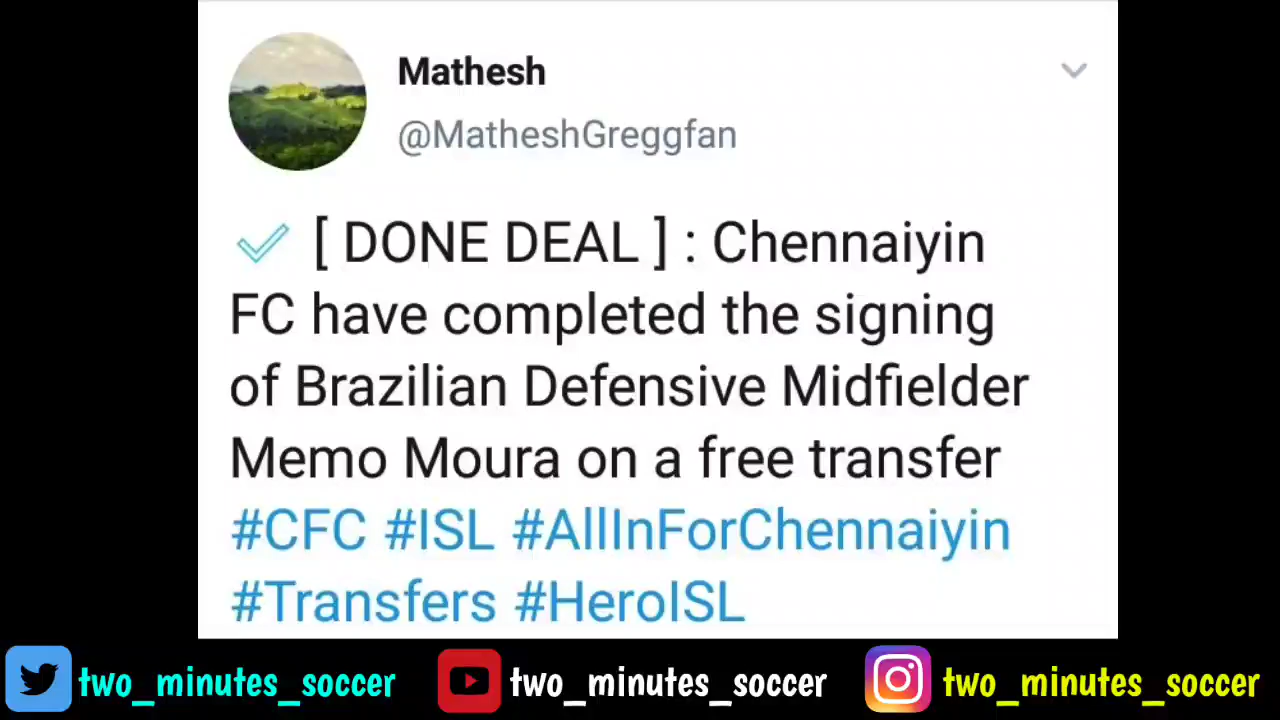 Mathesh
@MatheshGreggfan
[ DONE DEAL ] : Chennaiyin
FC have completed the signing
of Brazilian Defensive Midfielder
Memo Moura on a free transfer
#CFC #ISL #AllInForChennaiyin
#Transfers #HeroISL
two_minutes_soccer two_minutes_soccer two_minutes_soccer